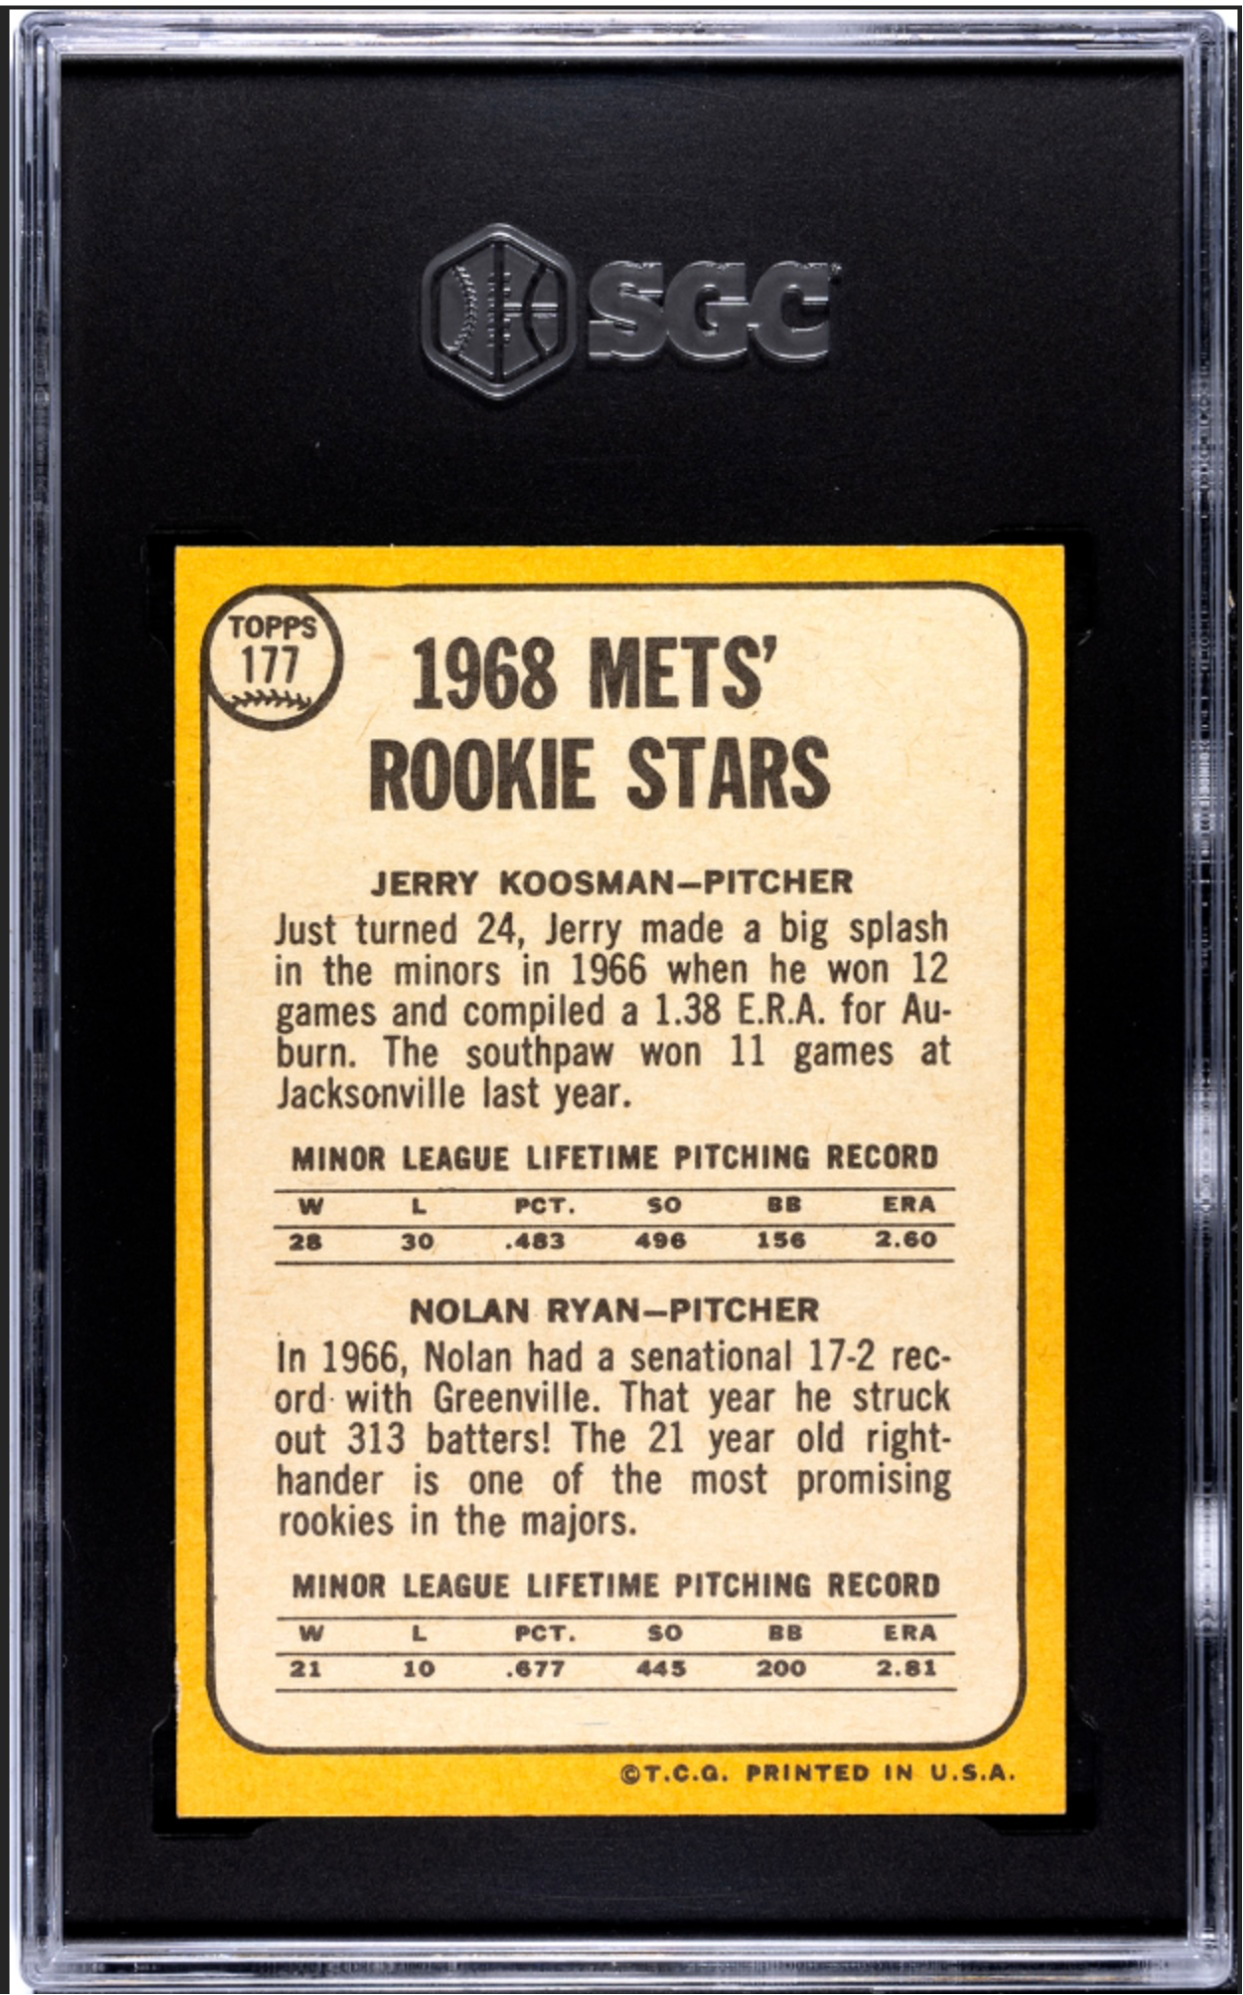 SGC
TOPPS
177
1968 METS'
ROOKIE STARS
JERRY KOOSMAN—PITCHER
Just turned 24, Jerry made a big splash
in the minors in 1966 when he won 12
games and compiled a 1.38 E.R.A. for Au-
burn. The southpaw won 11 games at
Jacksonville last year.
MINOR LEAGUE LIFETIME PITCHING RECORD
W L PCT. SO BB ERA
28 30 .483 496 156 2.60
NOLAN RYAN—PITCHER
In 1966, Nolan had a senational 17-2 rec-
ord with Greenville. That year he struck
out 313 batters! The 21 year old right-
hander is one of the most promising
rookies in the majors.
MINOR LEAGUE LIFETIME PITCHING RECORD
W L PCT. SO BB ERA
21 10 .677 445 200 2.81
©T.C.G. PRINTED IN U.S.A.